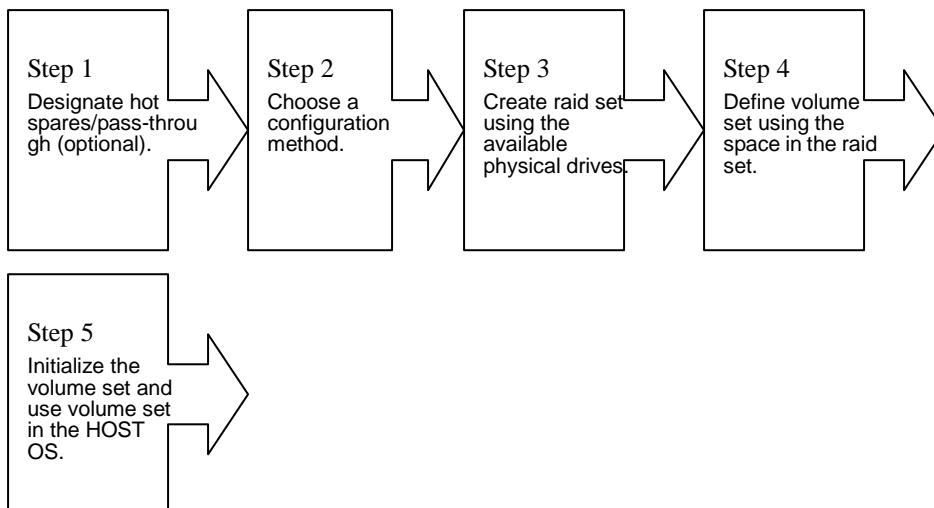 Step 1
Designate hot
spares/pass-throu
gh (optional).
Step 2
Choose a
configuration
method.
Step 3
Create raid set
using the
available
physical drives.
Step 4
Define volume
set using the
space in the raid
set.
Step 5
Initialize the
volume set and
use volume set
in the HOST
OS.